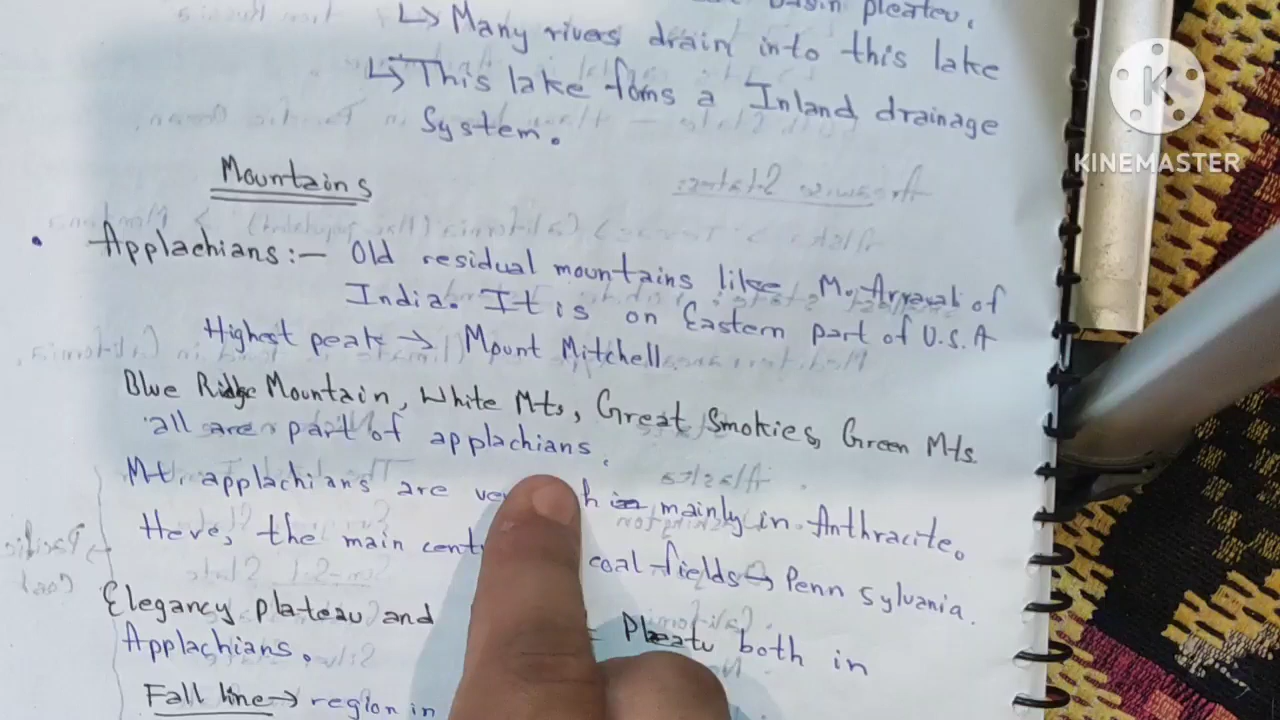 basin pleateu.
↳ Many rivers drain into this lake
↳ This lake foms a Inland drainage
System.
Mountains
• Applachians:— Old residual mountains like M. Arravali of
India. It is on Eastern part of U.S.A
Highest peak → Mount Mitchell.
Blue Ridge Mountain, White Mts, Great Smokies, Green Mts
all are part of applachians.
Mt. applachians are mainly in Anthracite.
Here, the main coal fields → Penn sylvania.
Elegancy plateau and Pleatu both in
Applachians.
Fall line → region in
KINEMASTER